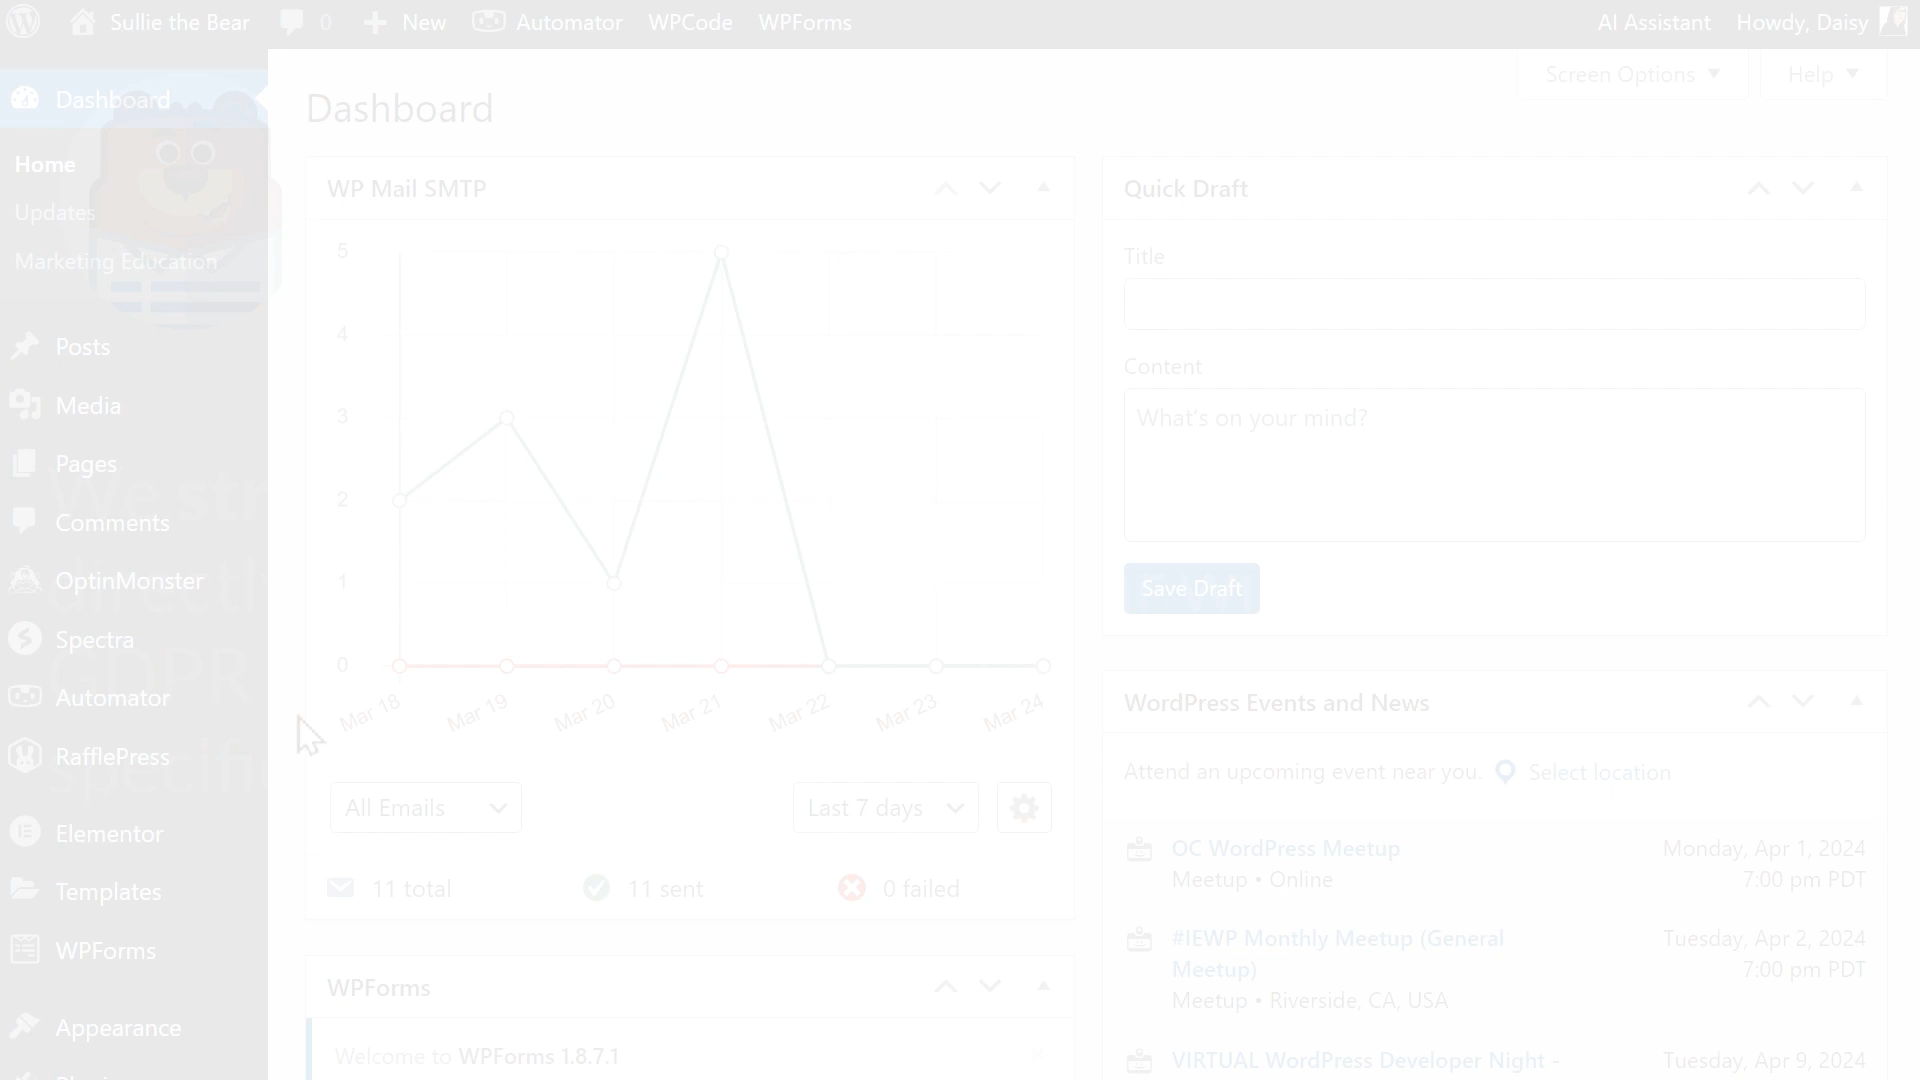 Sullie the Bear
0
New
Automator
WPCode
WPForms
AI Assistant
Howdy, Daisy
Dashboard
Home
Updates
Marketing Education
Posts
Media
Pages
Comments
OptinMonster
Spectra
Automator
RafflePress
Elementor
Templates
WPForms
Appearance
We str
directl
GDPR
specific
Screen Options
Help
Dashboard
WP Mail SMTP
5
4
3
2
1
0
Mar 18
Mar 19
Mar 20
Mar 21
Mar 22
Mar 23
Mar 24
All Emails
Last 7 days
11 total
11 sent
0 failed
WPForms
Welcome to WPForms 1.8.7.1
Quick Draft
Title
Content
What's on your mind?
Save Draft
WordPress Events and News
Attend an upcoming event near you.
Select location
OC WordPress Meetup
Monday, Apr 1, 2024
Meetup • Online
7:00 pm PDT
#IEWP Monthly Meetup (General
Tuesday, Apr 2, 2024
Meetup)
7:00 pm PDT
Meetup • Riverside, CA, USA
VIRTUAL WordPress Developer Night -
Tuesday, Apr 9, 2024